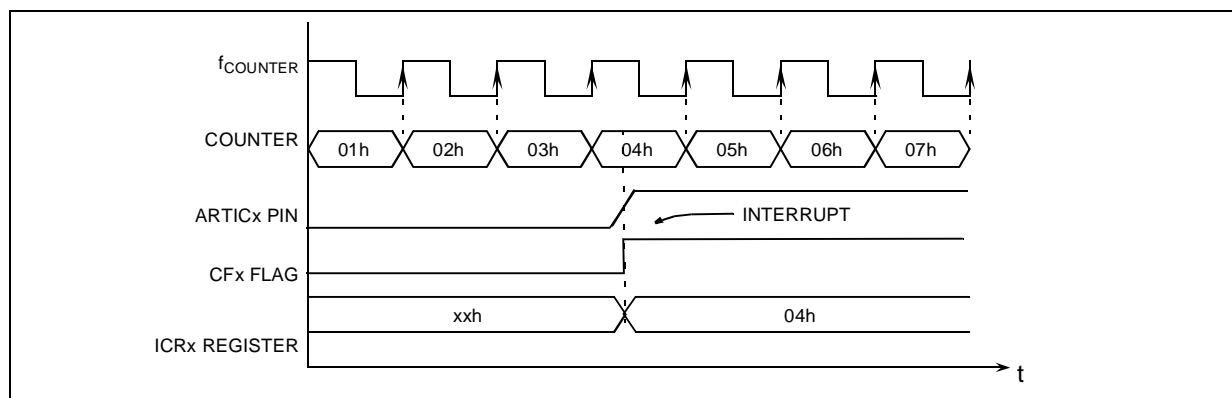 fCOUNTER
COUNTER
01h 02h 03h 04h 05h 06h 07h
ARTICx PIN
INTERRUPT
CFx FLAG
xxh 04h
ICRx REGISTER
t